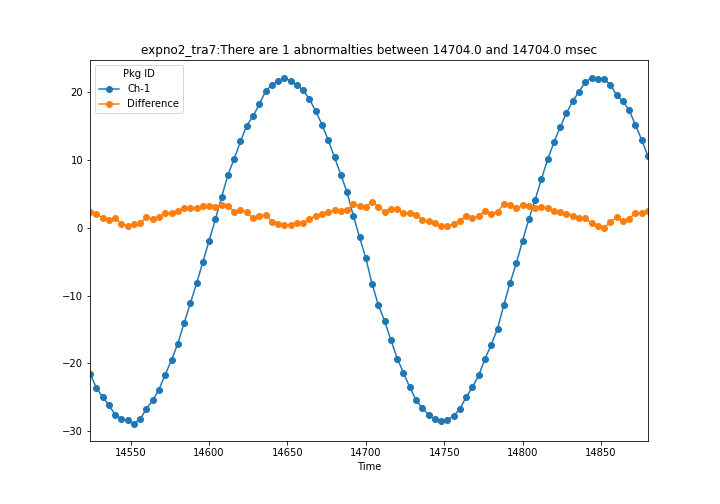 expno2_tra7:There are 1 abnormalties between 14704.0 and 14704.0 msec
Pkg ID
Ch-1
Difference
20
10
0
−10
−20
−30
14550 14600 14650 14700 14750 14800 14850
Time